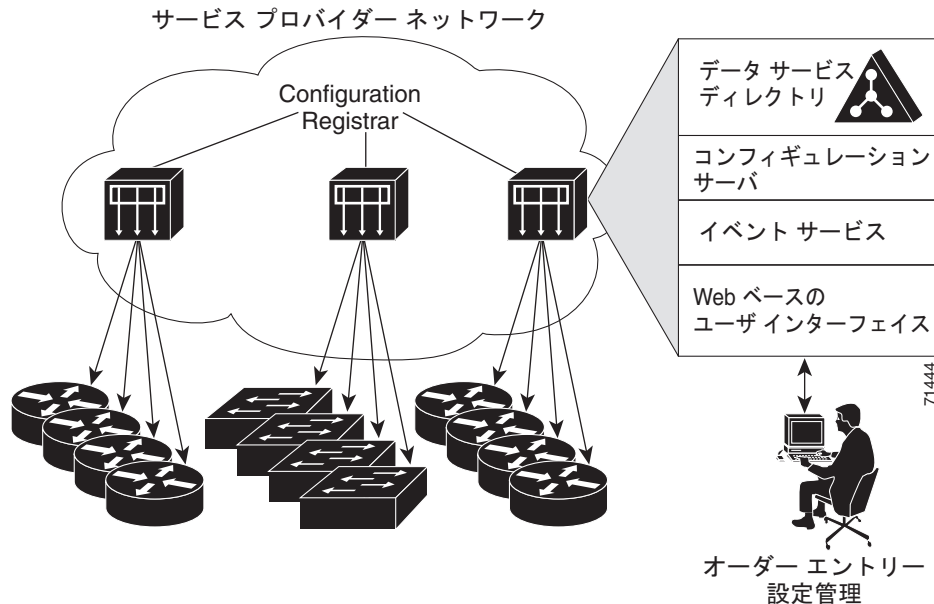 サービス プロバイダー ネットワーク
Configuration
Registrar
データ サービス
ディレクトリ
コンフィギュレーション
サーバ
イベント サービス
Web ベースの
ユーザ インターフェイス
71444
オーダー エントリー
設定管理